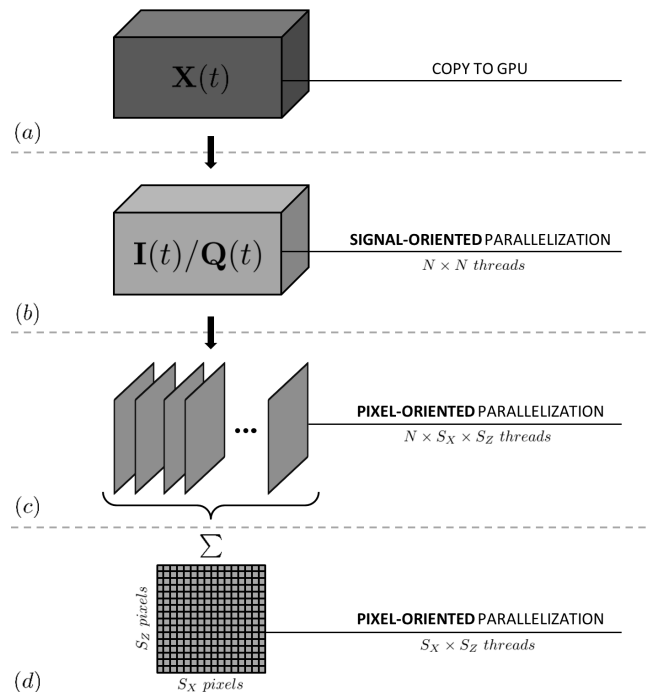 X(t)
COPY TO GPU
(a)
I(t)/Q(t)
SIGNAL-ORIENTED PARALLELIZATION
N × N threads
(b)
PIXEL-ORIENTED PARALLELIZATION
...
N × S_X × S_Z threads
(c)
∑
S_Z pixels
PIXEL-ORIENTED PARALLELIZATION
S_X × S_Z threads
(d)
S_X pixels